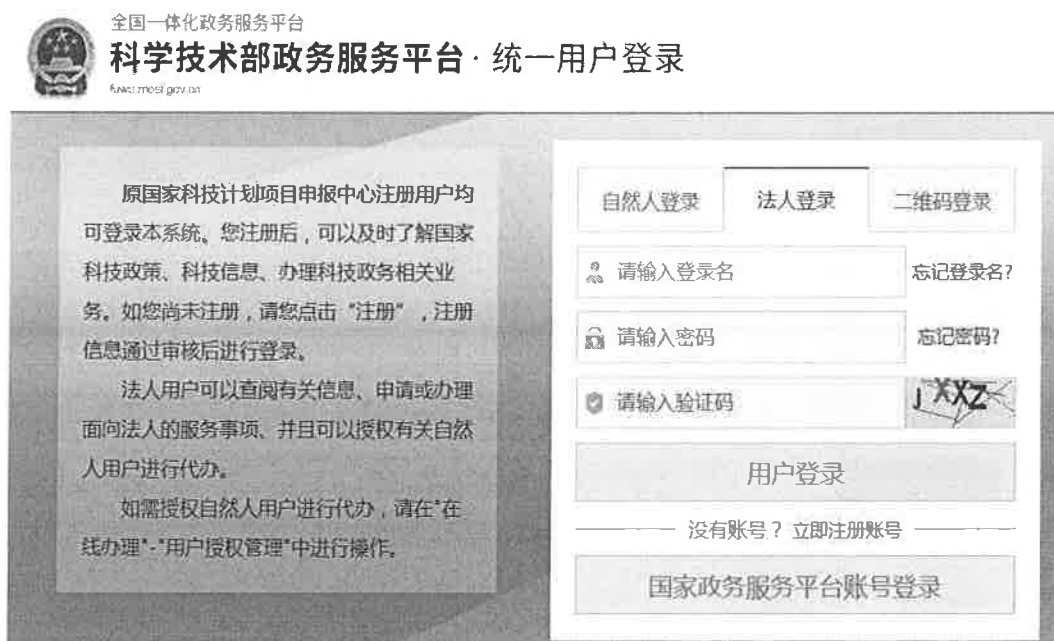 全国一体化政务服务平台
科学技术部政务服务平台·统一用户登录
fuwu.most.gov.cn
原国家科技计划项目申报中心注册用户均
可登录本系统。您注册后，可以及时了解国家
科技政策、科技信息、办理科技政务相关业
务。如您尚未注册，请您点击“注册”，注册
信息通过审核后进行登录。
法人用户可以查阅有关信息、申请或办理
面向法人的服务事项、并且可以授权有关自然
人用户进行代办。
如需授权自然人用户进行代办，请在"在
线办理"-"用户授权管理"中进行操作。
自然人登录 法人登录 二维码登录
请输入登录名 忘记登录名?
请输入密码 忘记密码?
请输入验证码 jXXZ
用户登录
没有账号？立即注册账号
国家政务服务平台账号登录